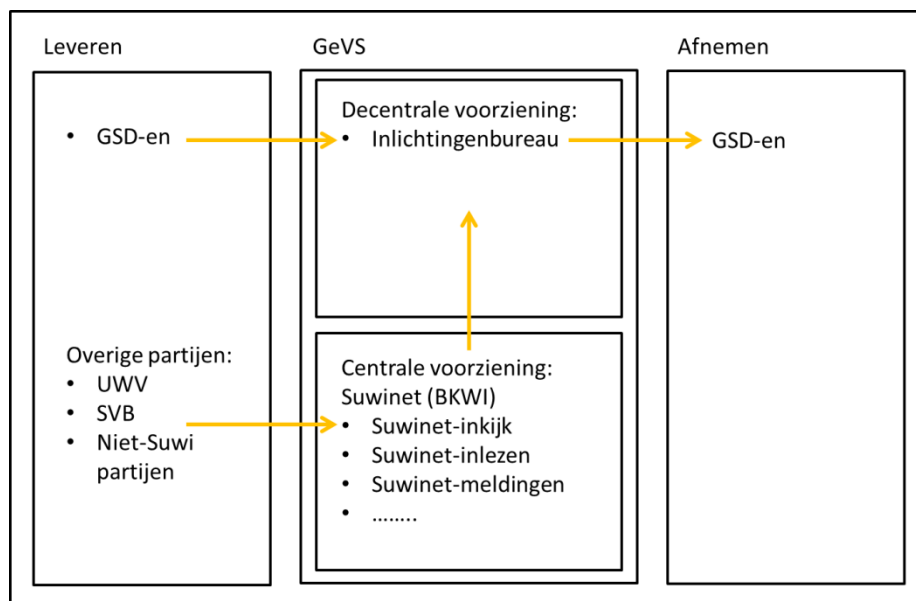 Leveren
• GSD-en
Overige partijen:
• UWV
• SVB
• Niet-Suwi
partijen
GeVS
Decentrale voorziening:
• Inlichtingenbureau
Centrale voorziening:
Suwinet (BKWI)
• Suwinet-inkijk
• Suwinet-inlezen
• Suwinet-meldingen
• ……..
Afnemen
GSD-en